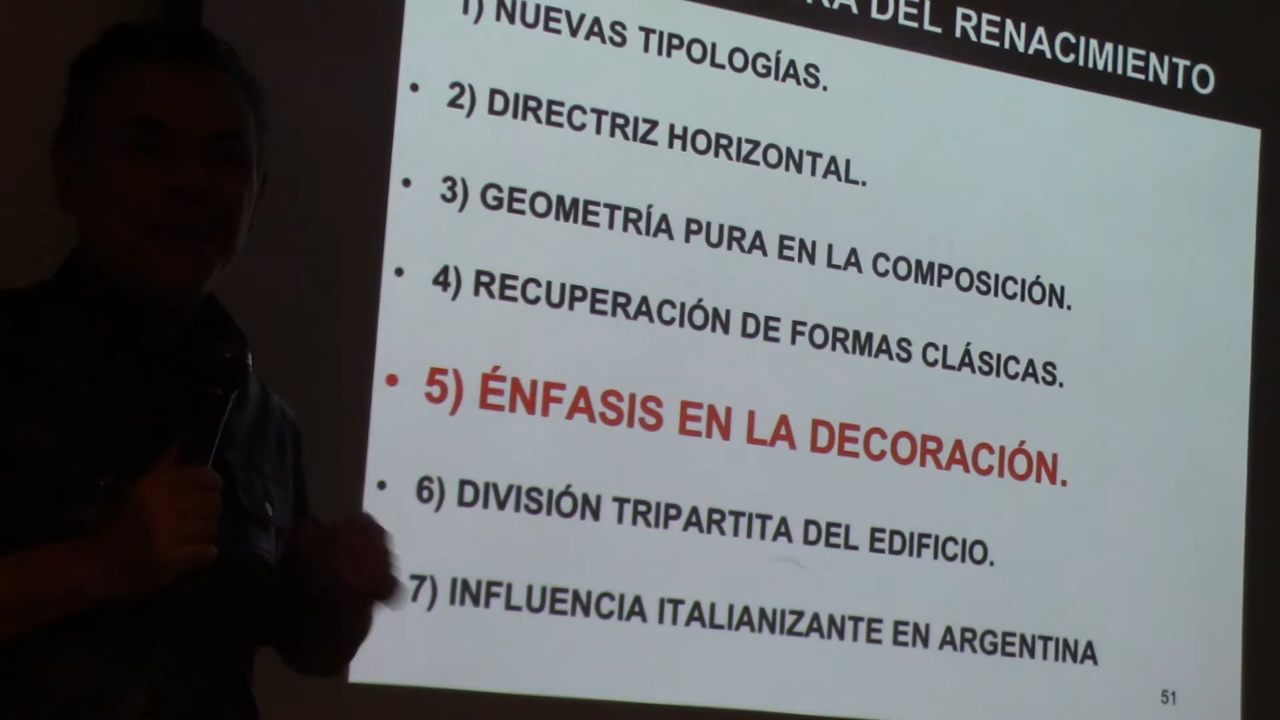 DEL RENACIMIENTO
1) NUEVAS TIPOLOGÍAS.
• 2) DIRECTRIZ HORIZONTAL.
• 3) GEOMETRÍA PURA EN LA COMPOSICIÓN.
• 4) RECUPERACIÓN DE FORMAS CLÁSICAS.
• 5) ÉNFASIS EN LA DECORACIÓN.
• 6) DIVISIÓN TRIPARTITA DEL EDIFICIO.
7) INFLUENCIA ITALIANIZANTE EN ARGENTINA
51